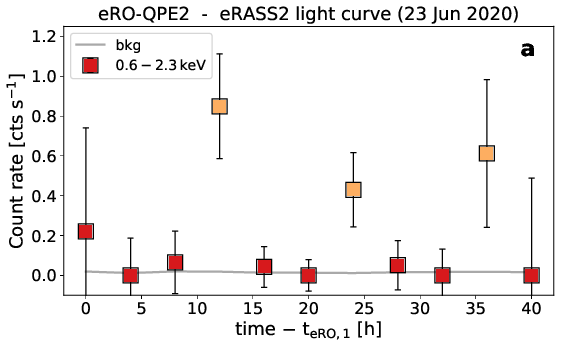 eRO-QPE2 - eRASS2 light curve (23 Jun 2020)
bkg
0.6 − 2.3 keV
a
Count rate [cts s⁻¹]
1.2
1.0
0.8
0.6
0.4
0.2
0.0
0 5 10 15 20 25 30 35 40
time − t_eRO, 1 [h]